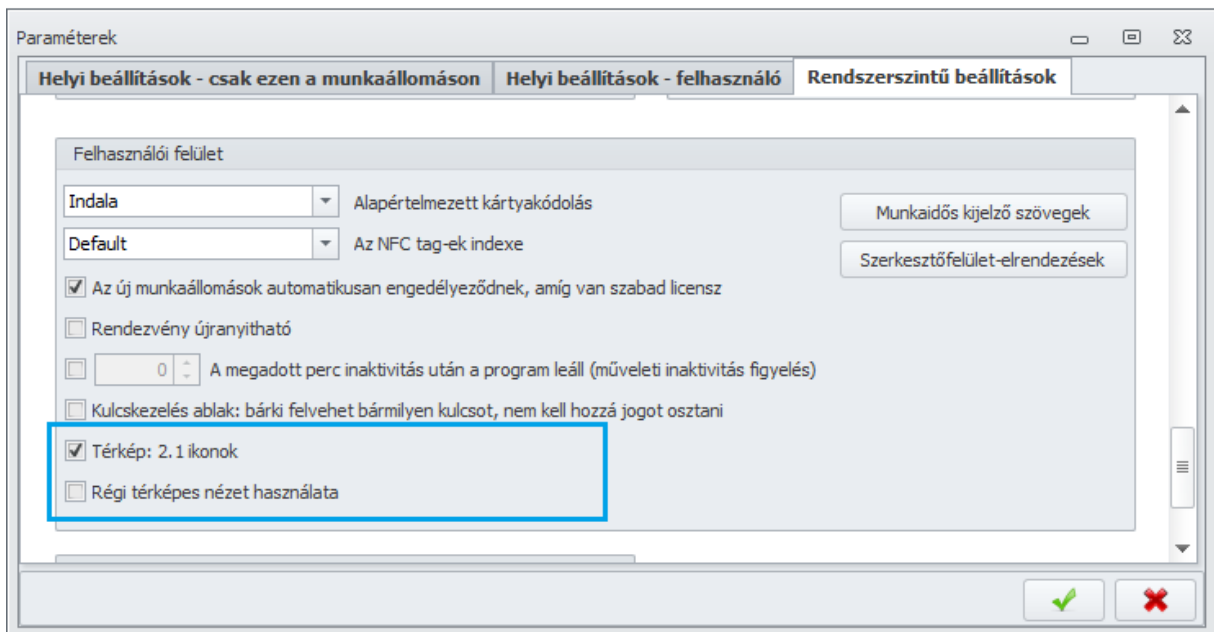 Paraméterek
Helyi beállítások - csak ezen a munkaállomáson
Helyi beállítások - felhasználó
Rendszerszintű beállítások
Felhasználói felület
Indala
Alapértelmezett kártyakódolás
Munkaidős kijelző szövegek
Default
Az NFC tag-ek indexe
Szerkesztőfelület-elrendezések
Az új munkaállomások automatikusan engedélyeződnek, amíg van szabad licensz
Rendezvény újranyitható
0 A megadott perc inaktivitás után a program leáll (műveleti inaktivitás figyelés)
Kulcskezelés ablak: bárki felvehet bármilyen kulcsot, nem kell hozzá jogot osztani
Térkép: 2.1 ikonok
Régi térképes nézet használata